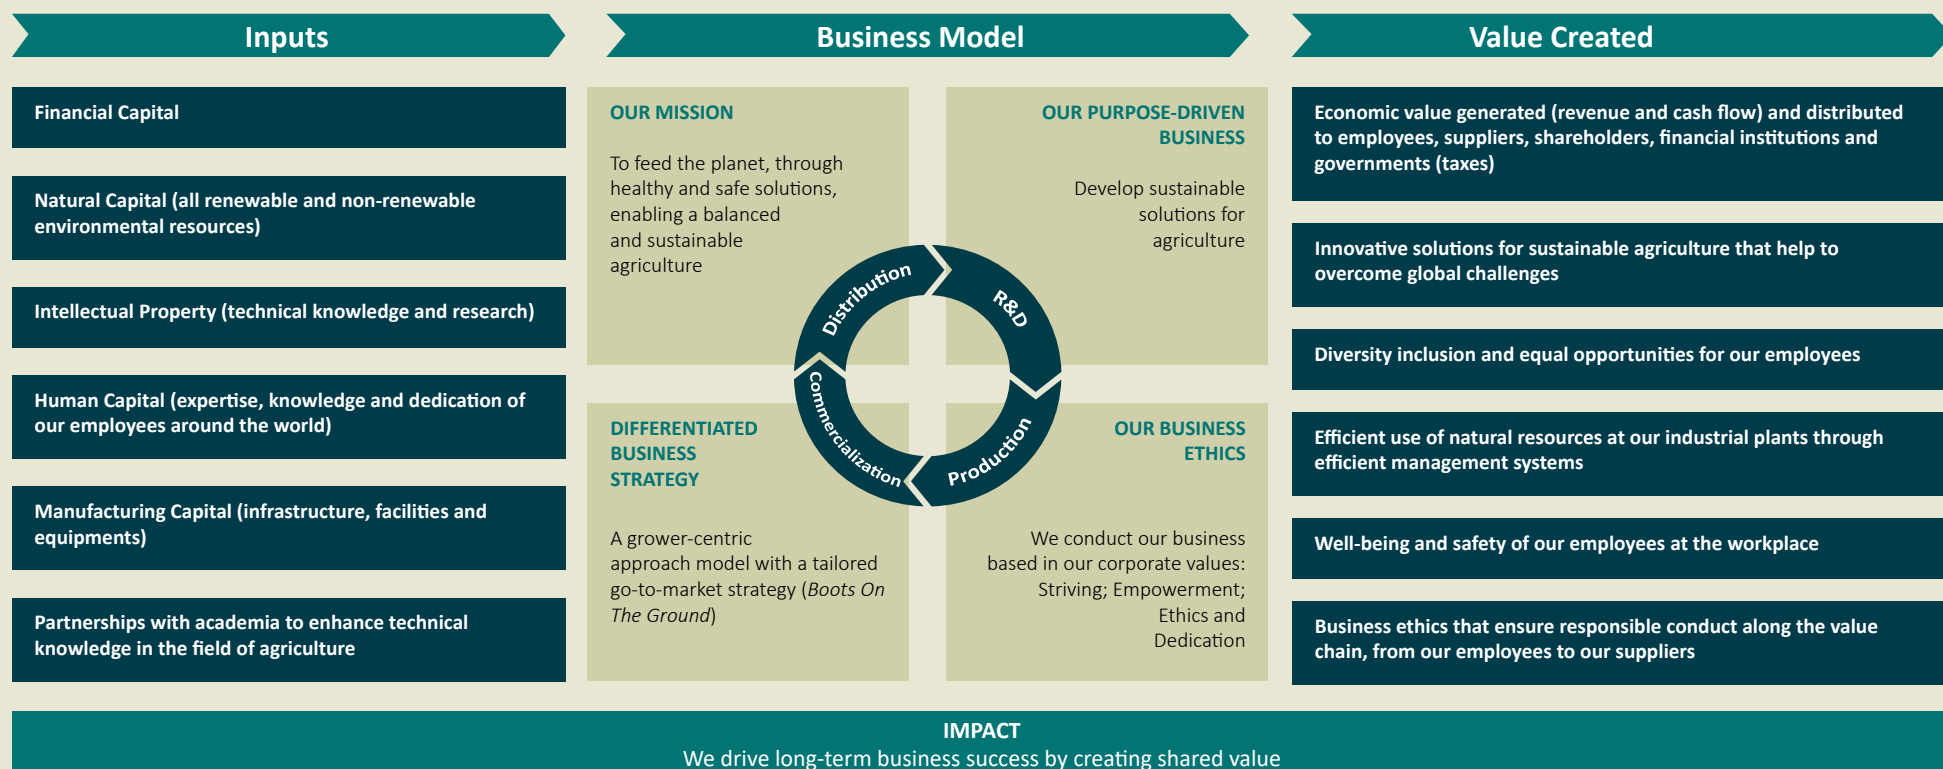 Inputs
Financial Capital
Natural Capital (all renewable and non-renewable
environmental resources)
Intellectual Property (technical knowledge and research)
Human Capital (expertise, knowledge and dedication of
our employees around the world)
Manufacturing Capital (infrastructure, facilities and
equipments)
Partnerships with academia to enhance technical
knowledge in the field of agriculture
Business Model
OUR MISSION
To feed the planet, through
healthy and safe solutions,
enabling a balanced
and sustainable
agriculture
OUR PURPOSE-DRIVEN
BUSINESS
Develop sustainable
solutions for
agriculture
Distribution
R&D
Commercialization
Production
DIFFERENTIATED
BUSINESS
STRATEGY
A grower-centric
approach model with a tailored
go-to-market strategy (Boots On
The Ground)
OUR BUSINESS
ETHICS
We conduct our business
based in our corporate values:
Striving; Empowerment;
Ethics and
Dedication
Value Created
Economic value generated (revenue and cash flow) and distributed
to employees, suppliers, shareholders, financial institutions and
governments (taxes)
Innovative solutions for sustainable agriculture that help to
overcome global challenges
Diversity inclusion and equal opportunities for our employees
Efficient use of natural resources at our industrial plants through
efficient management systems
Well-being and safety of our employees at the workplace
Business ethics that ensure responsible conduct along the value
chain, from our employees to our suppliers
IMPACT
We drive long-term business success by creating shared value